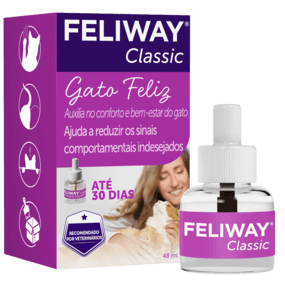 FELIWAY®
Classic
Gato Feliz
Auxilia no conforto e bem-estar do gato
Ajuda a reduzir os sinais
comportamentais indesejados
FELIWAY
ATÉ
30 DIAS
RECOMENDADO
POR VETERINÁRIOS
48 mL
FELIWAY®
Classic